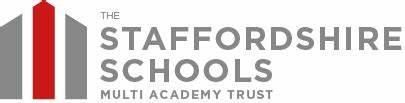 THE
STAFFORDSHIRE
SCHOOLS
MULTI ACADEMY TRUST